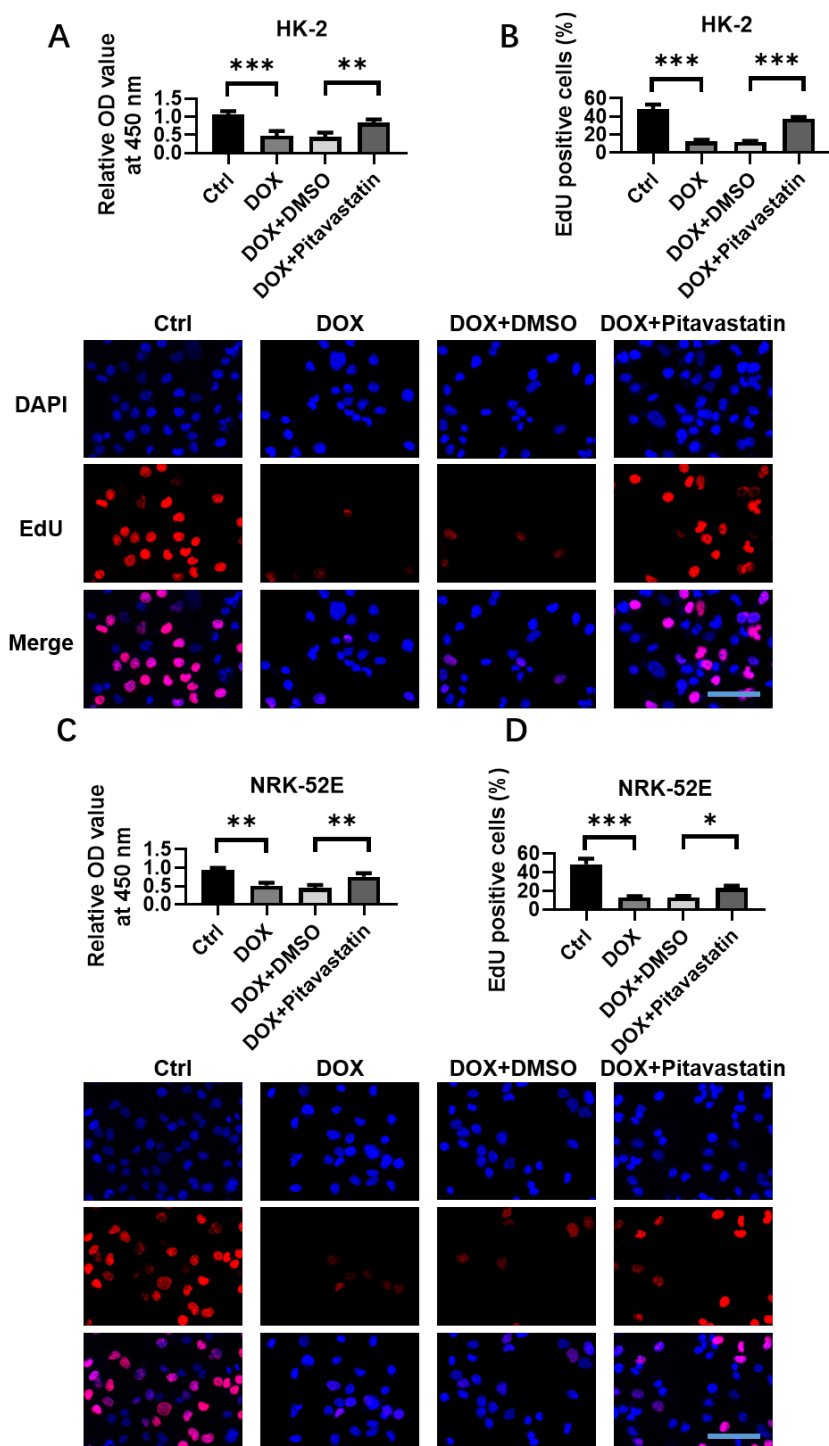 A
HK-2
***
**
Relative OD value
at 450 nm
1.5
1.0
0.5
0.0
Ctrl
DOX
DOX+DMSO
DOX+Pitavastatin
B
HK-2
***
***
EdU positive cells (%)
60
40
20
0
Ctrl
DOX
DOX+DMSO
DOX+Pitavastatin
Ctrl
DOX
DOX+DMSO
DOX+Pitavastatin
DAPI
EdU
Merge
C
NRK-52E
**
**
Relative OD value
at 450 nm
1.5
1.0
0.5
0.0
Ctrl
DOX
DOX+DMSO
DOX+Pitavastatin
D
NRK-52E
***
*
EdU positive cells (%)
60
40
20
0
Ctrl
DOX
DOX+DMSO
DOX+Pitavastatin
Ctrl
DOX
DOX+DMSO
DOX+Pitavastatin